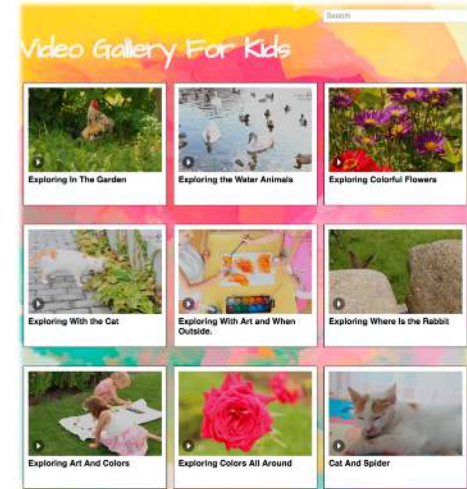 Search
Video Gallery For Kids
Exploring In The Garden
Exploring the Water Animals
Exploring Colorful Flowers
Exploring With the Cat
Exploring With Art and When
Outside.
Exploring Where Is the Rabbit
Exploring Art And Colors
Exploring Colors All Around
Cat And Spider